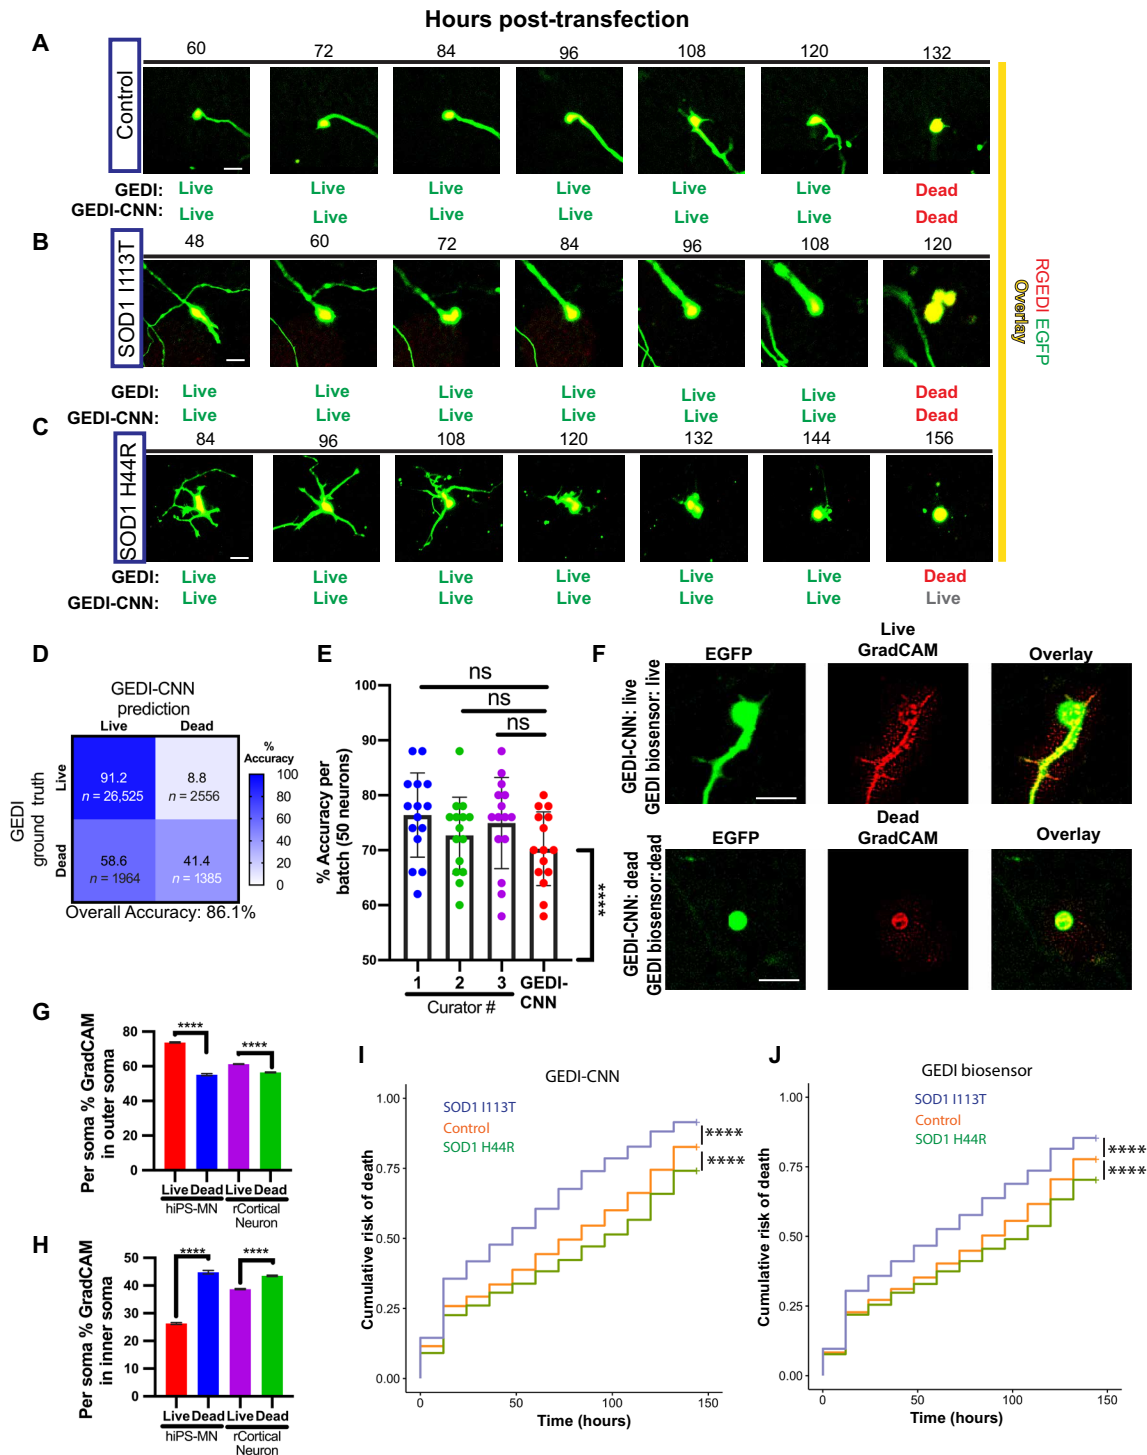 Hours post-transfection
A
Control
60 72 84 96 108 120 132
GEDI: Live Live Live Live Live Live Dead
GEDI-CNN: Live Live Live Live Live Live Dead
B
SOD1 I113T
48 60 72 84 96 108 120
GEDI: Live Live Live Live Live Live Dead
GEDI-CNN: Live Live Live Live Live Live Dead
C
SOD1 H44R
84 96 108 120 132 144 156
GEDI: Live Live Live Live Live Live Dead
GEDI-CNN: Live Live Live Live Live Live Live
RGEDI EGFP
Overlay
D
GEDI-CNN
prediction
Live Dead
GEDI
ground truth
Live
Dead
91.2
n = 26,525
8.8
n = 2556
58.6
n = 1964
41.4
n = 1385
%
Accuracy
100
80
60
40
20
0
Overall Accuracy: 86.1%
E
% Accuracy per
batch (50 neurons)
100
90
80
70
60
50
ns
ns
ns
****
1 2 3 GEDI-
CNN
Curator #
F
GEDI-CNN: live
GEDI biosensor: live
EGFP
Live
GradCAM
Overlay
GEDI-CNN: dead
GEDI biosensor:dead
EGFP
Dead
GradCAM
Overlay
G
Per soma % GradCAM
in outer soma
80
60
40
20
0
**** ****
Live Dead Live Dead
hiPS-MN rCortical
Neuron
H
Per soma % GradCAM
in inner soma
50
40
30
20
10
0
**** ****
Live Dead Live Dead
hiPS-MN rCortical
Neuron
I
GEDI-CNN
SOD1 I113T
Control
SOD1 H44R
Cumulative risk of death
1.00
0.75
0.50
0.25
0.00
****
****
0 50 100 150
Time (hours)
J
GEDI biosensor
SOD1 I113T
Control
SOD1 H44R
Cumulative risk of death
1.00
0.75
0.50
0.25
0.00
****
****
0 50 100 150
Time (hours)